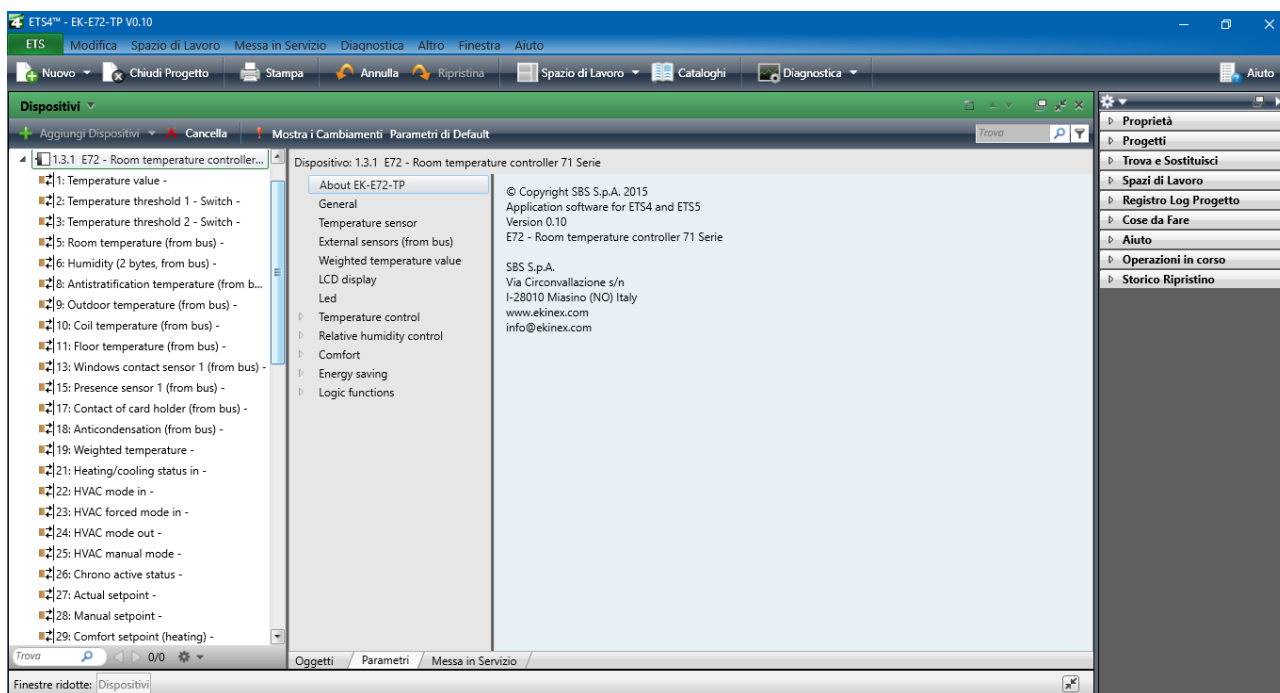 ETS4™ - EK-E72-TP V0.10
ETS Modifica Spazio di Lavoro Messa in Servizio Diagnostica Altro Finestra Aiuto
Nuovo Chiudi Progetto Stampa Annulla Ripristina Spazio di Lavoro Cataloghi Diagnostica Aiuto
Dispositivi
Aggiungi Dispositivi Cancella Mostra i Cambiamenti Parametri di Default Trova
1.3.1 E72 - Room temperature controller...
1: Temperature value -
2: Temperature threshold 1 - Switch -
3: Temperature threshold 2 - Switch -
5: Room temperature (from bus) -
6: Humidity (2 bytes, from bus) -
8: Antistratification temperature (from b...
9: Outdoor temperature (from bus) -
10: Coil temperature (from bus) -
11: Floor temperature (from bus) -
13: Windows contact sensor 1 (from bus) -
15: Presence sensor 1 (from bus) -
17: Contact of card holder (from bus) -
18: Anticondensation (from bus) -
19: Weighted temperature -
21: Heating/cooling status in -
22: HVAC mode in -
23: HVAC forced mode in -
24: HVAC mode out -
25: HVAC manual mode -
26: Chrono active status -
27: Actual setpoint -
28: Manual setpoint -
29: Comfort setpoint (heating) -
Trova 0/0
Dispositivo: 1.3.1 E72 - Room temperature controller 71 Serie
About EK-E72-TP
General
Temperature sensor
External sensors (from bus)
Weighted temperature value
LCD display
Led
Temperature control
Relative humidity control
Comfort
Energy saving
Logic functions
© Copyright SBS S.p.A. 2015
Application software for ETS4 and ETS5
Version 0.10
E72 - Room temperature controller 71 Serie
SBS S.p.A.
Via Circonvallazione s/n
I-28010 Miasino (NO) Italy
www.ekinex.com
info@ekinex.com
Oggetti Parametri Messa in Servizio
Proprietà
Progetti
Trova e Sostituisci
Spazi di Lavoro
Registro Log Progetto
Cose da Fare
Aiuto
Operazioni in corso
Storico Ripristino
Finestre ridotte: Dispositivi